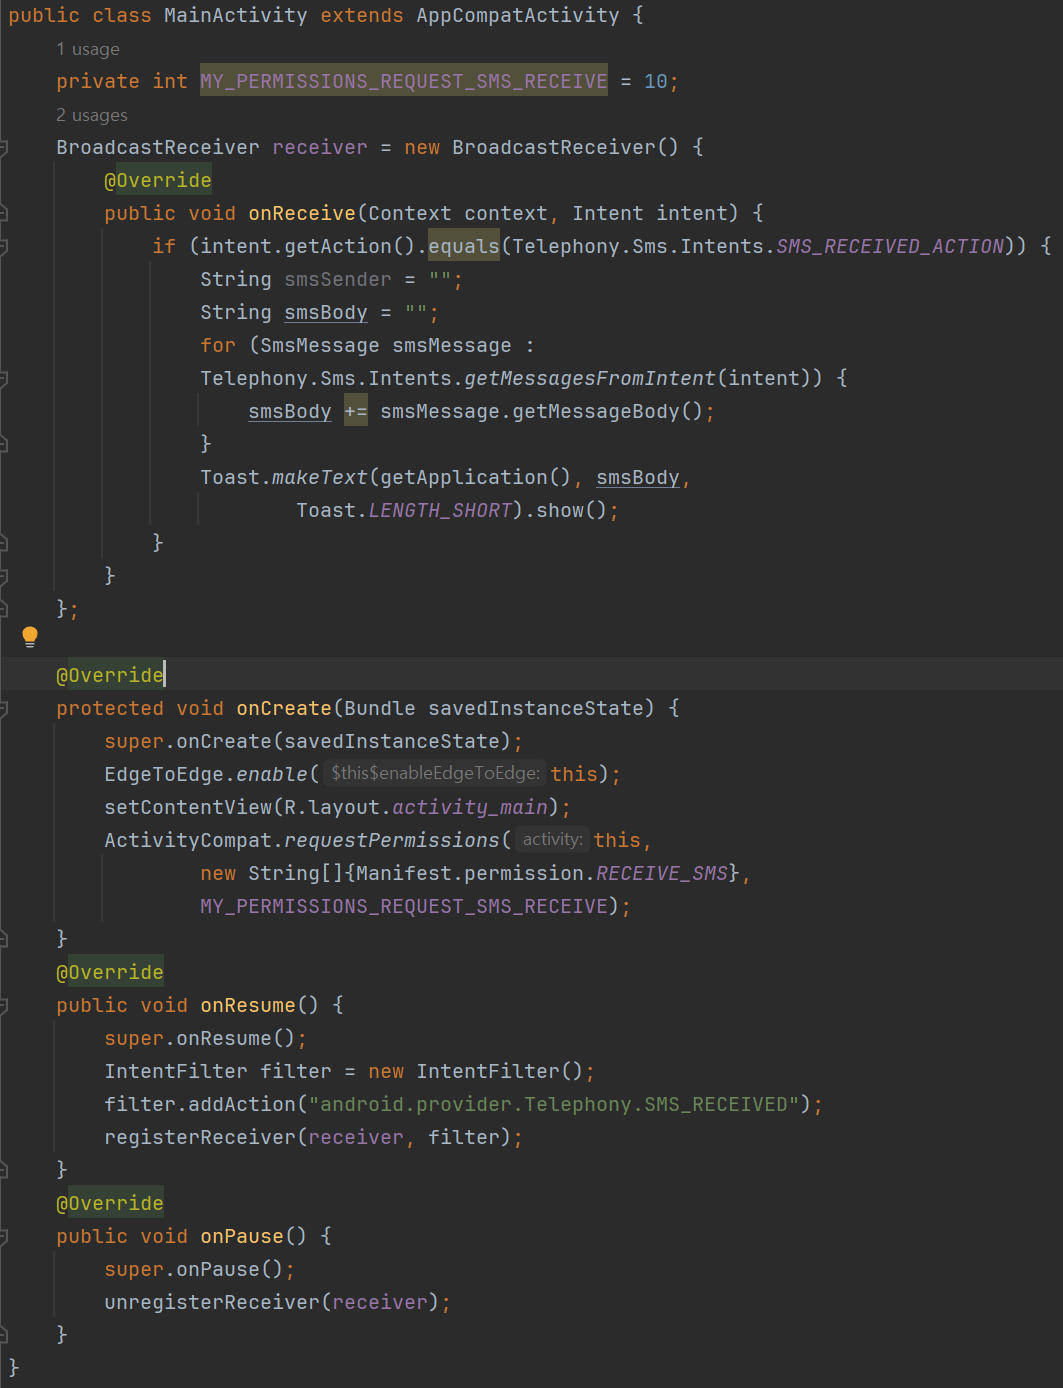 public class MainActivity extends AppCompatActivity {
    1 usage
    private int MY_PERMISSIONS_REQUEST_SMS_RECEIVE = 10;
    2 usages
    BroadcastReceiver receiver = new BroadcastReceiver() {
        @Override
        public void onReceive(Context context, Intent intent) {
            if (intent.getAction().equals(Telephony.Sms.Intents.SMS_RECEIVED_ACTION)) {
                String smsSender = "";
                String smsBody = "";
                for (SmsMessage smsMessage :
                Telephony.Sms.Intents.getMessagesFromIntent(intent)) {
                    smsBody += smsMessage.getMessageBody();
                }
                Toast.makeText(getApplication(), smsBody,
                        Toast.LENGTH_SHORT).show();
            }
        }
    };
    @Override
    protected void onCreate(Bundle savedInstanceState) {
        super.onCreate(savedInstanceState);
        EdgeToEdge.enable( $this$enableEdgeToEdge: this);
        setContentView(R.layout.activity_main);
        ActivityCompat.requestPermissions( activity: this,
                new String[]{Manifest.permission.RECEIVE_SMS},
                MY_PERMISSIONS_REQUEST_SMS_RECEIVE);
    }
    @Override
    public void onResume() {
        super.onResume();
        IntentFilter filter = new IntentFilter();
        filter.addAction("android.provider.Telephony.SMS_RECEIVED");
        registerReceiver(receiver, filter);
    }
    @Override
    public void onPause() {
        super.onPause();
        unregisterReceiver(receiver);
    }
}